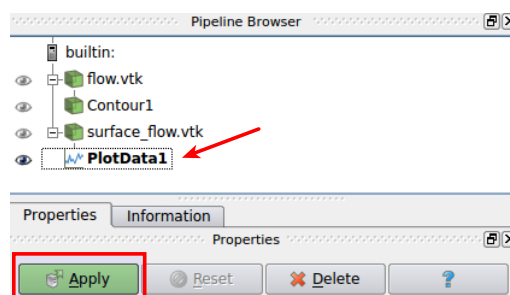 Pipeline Browser
builtin:
flow.vtk
Contour1
surface_flow.vtk
PlotData1
Properties Information
Properties
Apply Reset Delete ?